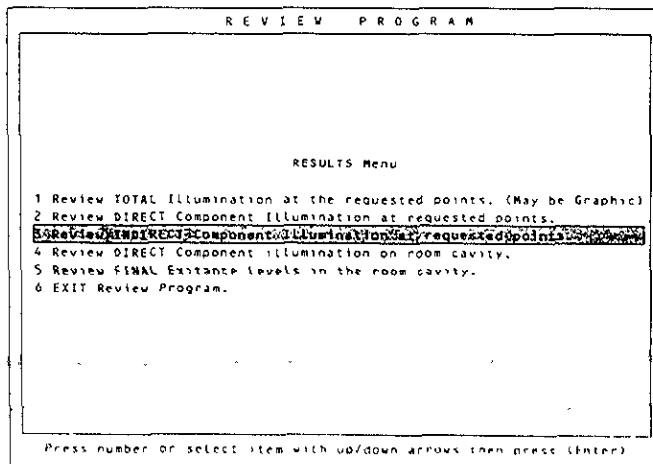 R E V I E W   P R O G R A M
RESULTS Menu
1 Review TOTAL Illumination at the requested points. (May be Graphic)
2 Review DIRECT Component Illumination at requested points.
3 Review INDIRECT Component Illumination at requested points
4 Review DIRECT Component illumination on room cavity.
5 Review FINAL Exitance levels in the room cavity.
6 EXIT Review Program.
Press number or select item with up/down arrows then press (Enter)